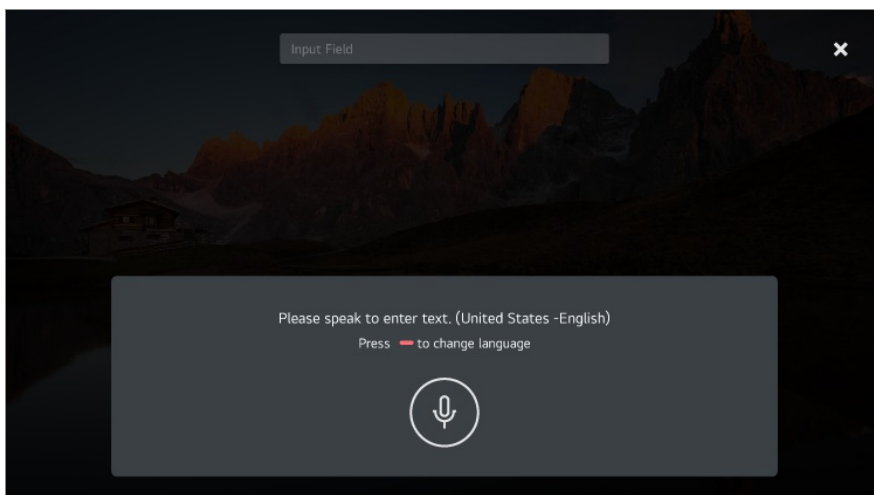 Input Field
Please speak to enter text. (United States -English)
Press to change language